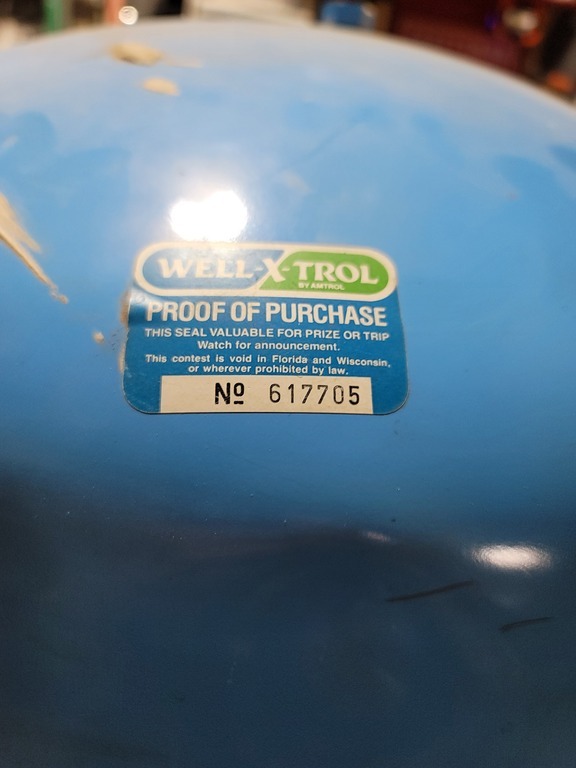 WELL-X-TROL
BY AMTROL
PROOF OF PURCHASE
THIS SEAL VALUABLE FOR PRIZE OR TRIP
Watch for announcement.
This contest is void in Florida and Wisconsin,
or wherever prohibited by law.
Nº 617705